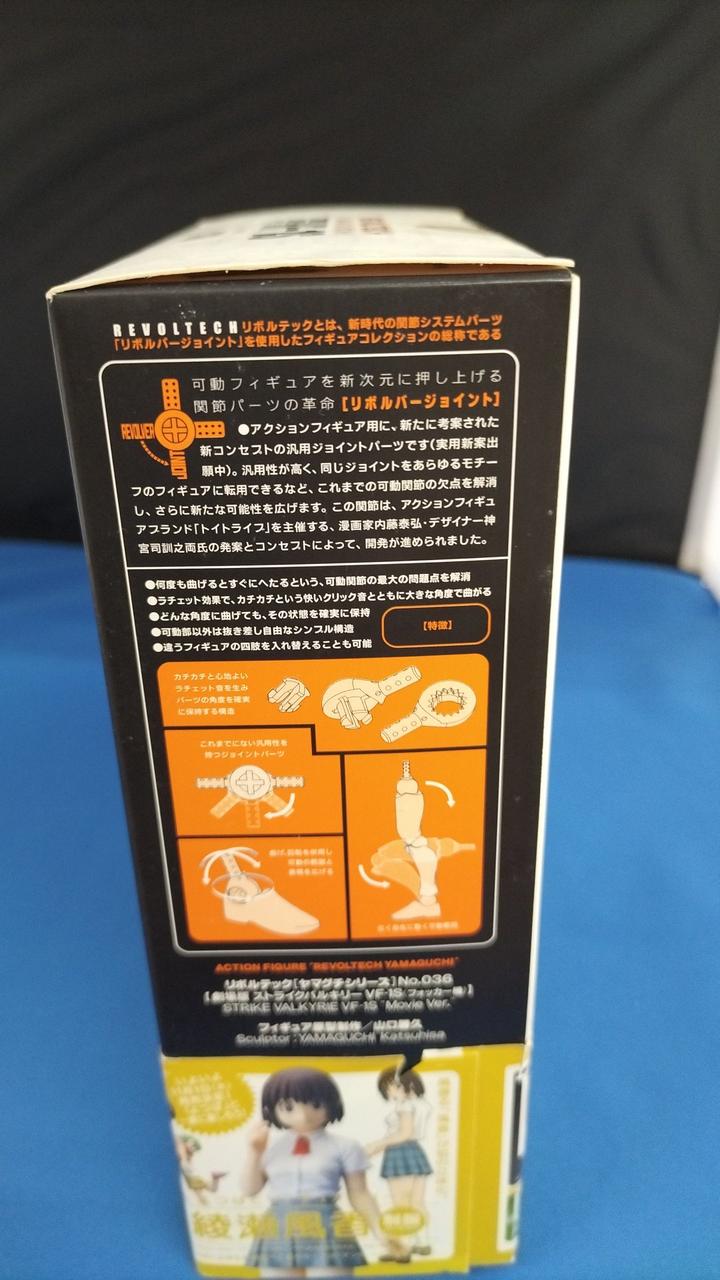 REVOLTECH リボルテックとは、新時代の関節システムパーツ
「リボルバージョイント」を使用したフィギュアコレクションの総称である
可動フィギュアを新次元に押し上げる
関節パーツの革命【リボルバージョイント】
REVOLVER
JOINT
●アクションフィギュア用に、新たに考案された
新コンセプトの汎用ジョイントパーツです(実用新案出
願中)。汎用性が高く、同じジョイントをあらゆるモチー
フのフィギュアに転用できるなど、これまでの可動関節の欠点を解消
し、さらに新たな可能性を広げます。この関節は、アクションフィギュ
アブランド「トイトライブ」を主催する、漫画家内藤泰弘・デザイナー神
宮司訓之両氏の発案とコンセプトによって、開発が進められました。
●何度も曲げるとすぐにへたるという、可動関節の最大の問題点を解消
●ラチェット効果で、カチカチという快いクリック音とともに大きな角度で曲がる
●どんな角度に曲げても、その状態を確実に保持
●可動部以外は抜き差し自由なシンプル構造
●違うフィギュアの四肢を入れ替えることも可能
【特徴】
カチカチと心地よい
ラチェット音を生み
パーツの角度を確実
に保持する構造
これまでにない汎用性を
持つジョイントパーツ
ACTION FIGURE "REVOLTECH YAMAGUCHI"
リボルテック[ヤマグチシリーズ]No.036
[劇場版 ストライクバルキリー VF-1S フォッカー機]
STRIKE VALKYRIE VF-1S "Movie Ver."
フィギュア原型製作/山口勝久
Sculptor "YAMAGUCHI" Katsuhisa
綾瀬風香